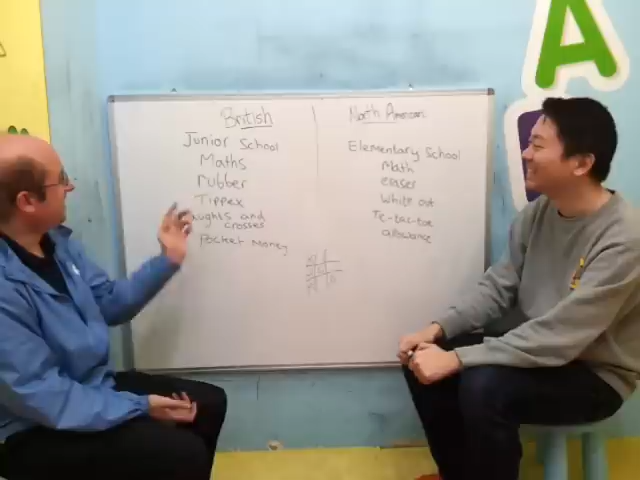 A
British
North American
Junior School
Elementary School
Maths
Math
rubber
eraser
Tippex
White out
aughts and
crosses
Tic-tac-toe
Pocket Money
allowance